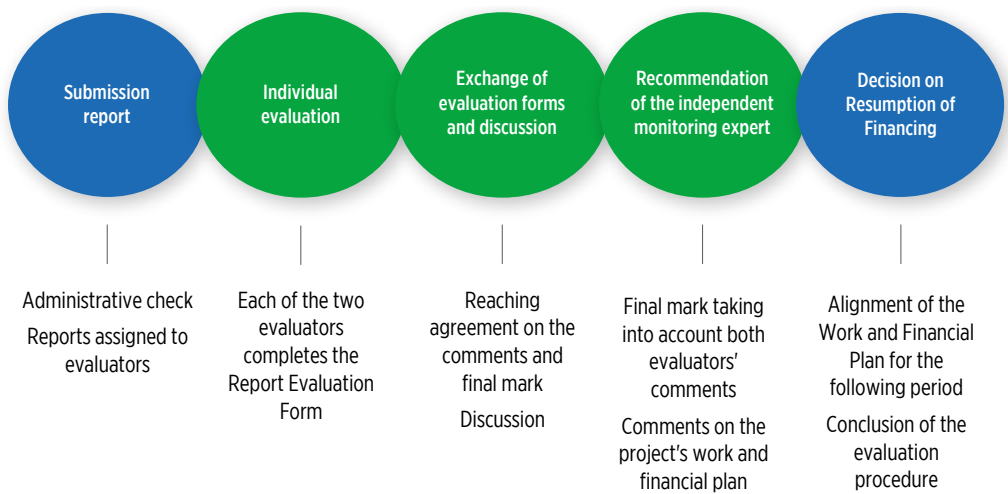 Submission
report
Individual
evaluation
Exchange of
evaluation forms
and discussion
Recommendation
of the independent
monitoring expert
Decision on
Resumption of
Financing
Administrative check
Reports assigned to
evaluators
Each of the two
evaluators
completes the
Report Evaluation
Form
Reaching
agreement on the
comments and
final mark
Discussion
Final mark taking
into account both
evaluators'
comments
Comments on the
project's work and
financial plan
Alignment of the
Work and Financial
Plan for the
following period
Conclusion of the
evaluation
procedure